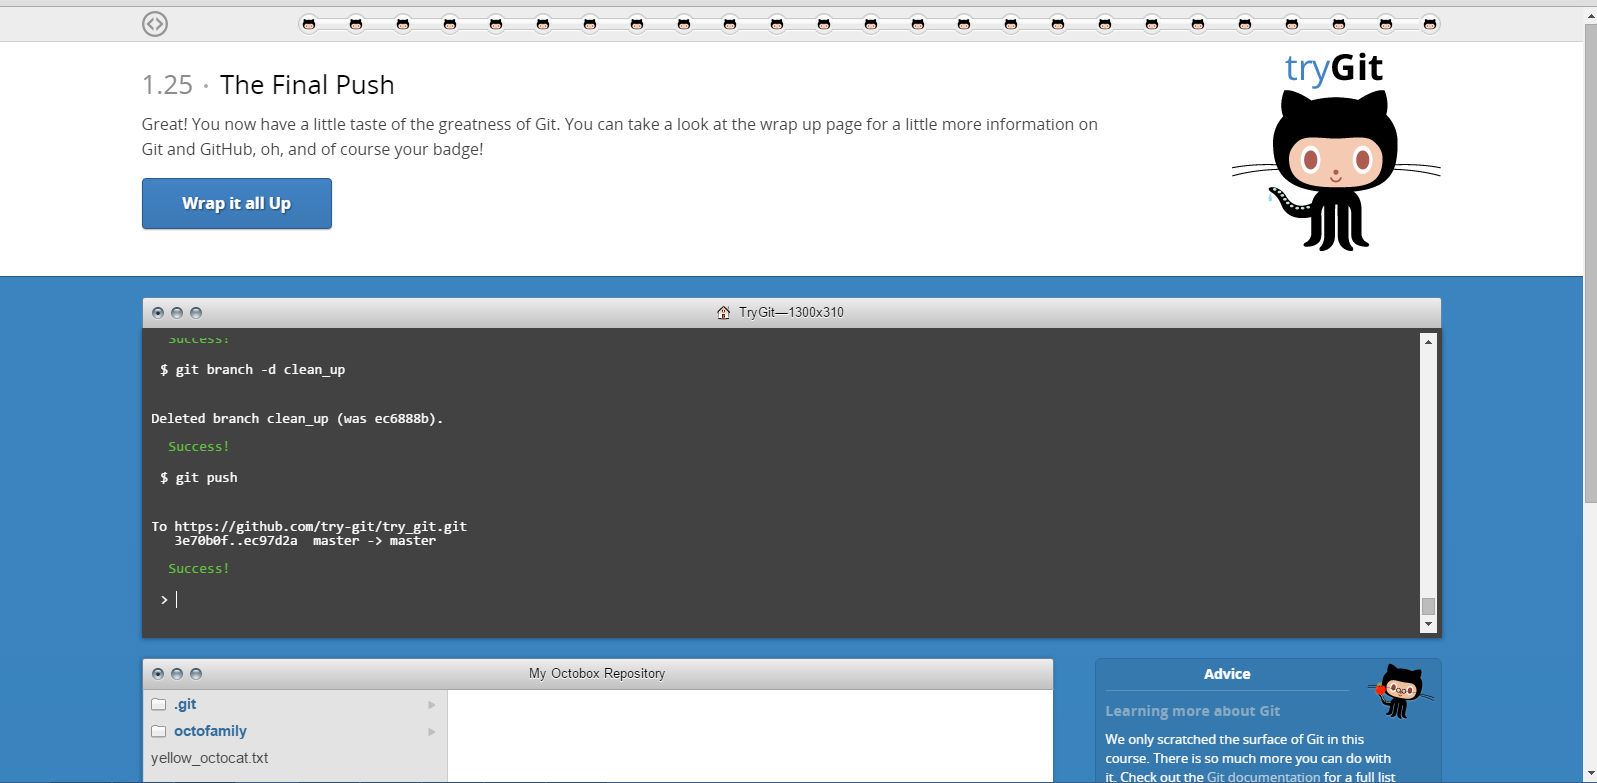 tryGit
1.25 · The Final Push
Great! You now have a little taste of the greatness of Git. You can take a look at the wrap up page for a little more information on
Git and GitHub, oh, and of course your badge!
Wrap it all Up
TryGit—1300x310
Success!
$ git branch -d clean_up
Deleted branch clean_up (was ec6888b).
Success!
$ git push
To https://github.com/try-git/try_git.git
3e70b0f..ec97d2a  master -> master
Success!
>
My Octobox Repository
.git
octofamily
yellow_octocat.txt
Advice
Learning more about Git
We only scratched the surface of Git in this
course. There is so much more you can do with
it. Check out the Git documentation for a full list